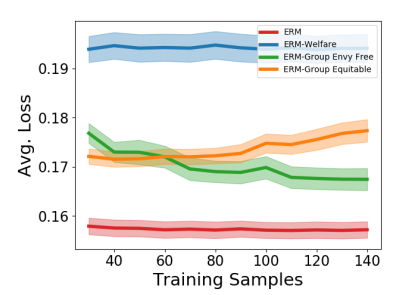 ERM
ERM-Welfare
ERM-Group Envy Free
ERM-Group Equitable
0.19
0.18
0.17
0.16
Avg. Loss
40 60 80 100 120 140
Training Samples